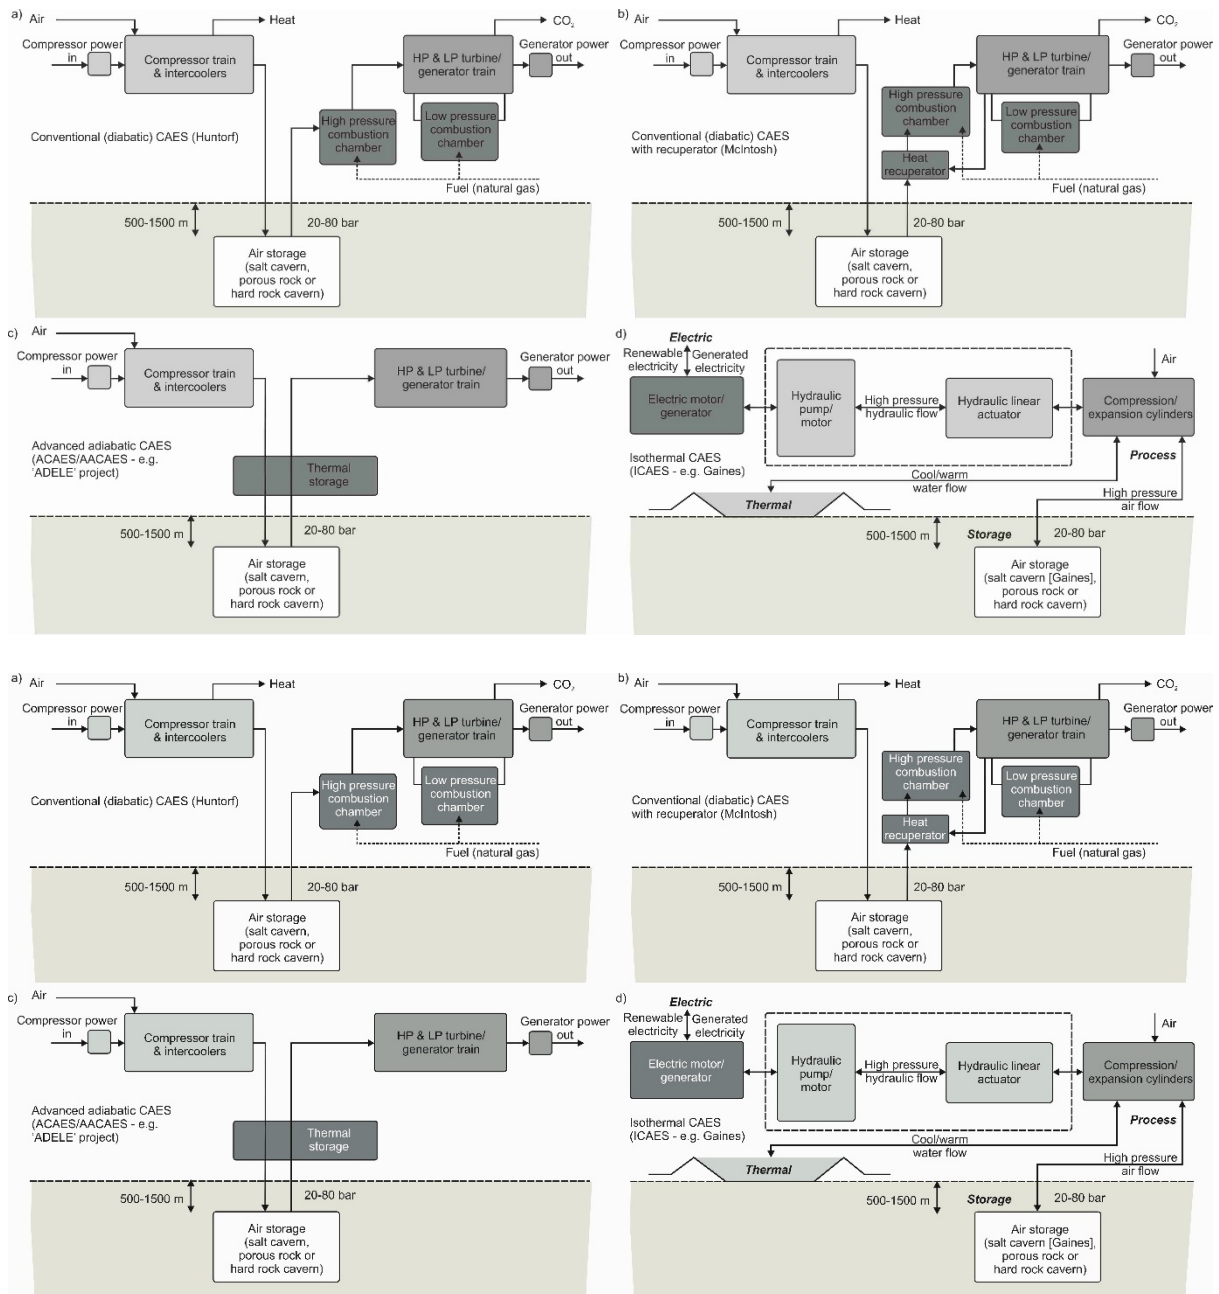 a)
Air
Heat
CO2
Compressor power
in
Compressor train
& intercoolers
HP & LP turbine/
generator train
Generator power
out
High pressure
combustion
chamber
Low pressure
combustion
chamber
Conventional (diabatic) CAES (Huntorf)
Fuel (natural gas)
500-1500 m
20-80 bar
Air storage
(salt cavern,
porous rock or
hard rock cavern)
b)
Air
Heat
CO2
Compressor power
in
Compressor train
& intercoolers
HP & LP turbine/
generator train
Generator power
out
High pressure
combustion
chamber
Low pressure
combustion
chamber
Conventional (diabatic) CAES
with recuperator (McIntosh)
Heat
recuperator
Fuel (natural gas)
500-1500 m
20-80 bar
Air storage
(salt cavern,
porous rock or
hard rock cavern)
c)
Air
Compressor power
in
Compressor train
& intercoolers
HP & LP turbine/
generator train
Generator power
out
Advanced adiabatic CAES
(ACAES/AACAES - e.g.
'ADELE' project)
Thermal
storage
500-1500 m
20-80 bar
Air storage
(salt cavern,
porous rock or
hard rock cavern)
d)
Electric
Renewable
electricity
Generated
electricity
Electric motor/
generator
Hydraulic
pump/
motor
High pressure
hydraulic flow
Hydraulic linear
actuator
Air
Compression/
expansion cylinders
Isothermal CAES
(ICAES - e.g. Gaines)
Process
Cool/warm
water flow
Thermal
High pressure
air flow
500-1500 m
Storage
20-80 bar
Air storage
(salt cavern [Gaines],
porous rock or
hard rock cavern)
a)
Air
Heat
CO2
Compressor power
in
Compressor train
& intercoolers
HP & LP turbine/
generator train
Generator power
out
High pressure
combustion
chamber
Low pressure
combustion
chamber
Conventional (diabatic) CAES (Huntorf)
Fuel (natural gas)
500-1500 m
20-80 bar
Air storage
(salt cavern,
porous rock or
hard rock cavern)
b)
Air
Heat
CO2
Compressor power
in
Compressor train
& intercoolers
HP & LP turbine/
generator train
Generator power
out
High pressure
combustion
chamber
Low pressure
combustion
chamber
Conventional (diabatic) CAES
with recuperator (McIntosh)
Heat
recuperator
Fuel (natural gas)
500-1500 m
20-80 bar
Air storage
(salt cavern,
porous rock or
hard rock cavern)
c)
Air
Compressor power
in
Compressor train
& intercoolers
HP & LP turbine/
generator train
Generator power
out
Advanced adiabatic CAES
(ACAES/AACAES - e.g.
'ADELE' project)
Thermal
storage
500-1500 m
20-80 bar
Air storage
(salt cavern,
porous rock or
hard rock cavern)
d)
Electric
Renewable
electricity
Generated
electricity
Electric motor/
generator
Hydraulic
pump/
motor
High pressure
hydraulic flow
Hydraulic linear
actuator
Air
Compression/
expansion cylinders
Isothermal CAES
(ICAES - e.g. Gaines)
Process
Cool/warm
water flow
Thermal
High pressure
air flow
500-1500 m
Storage
20-80 bar
Air storage
(salt cavern [Gaines],
porous rock or
hard rock cavern)